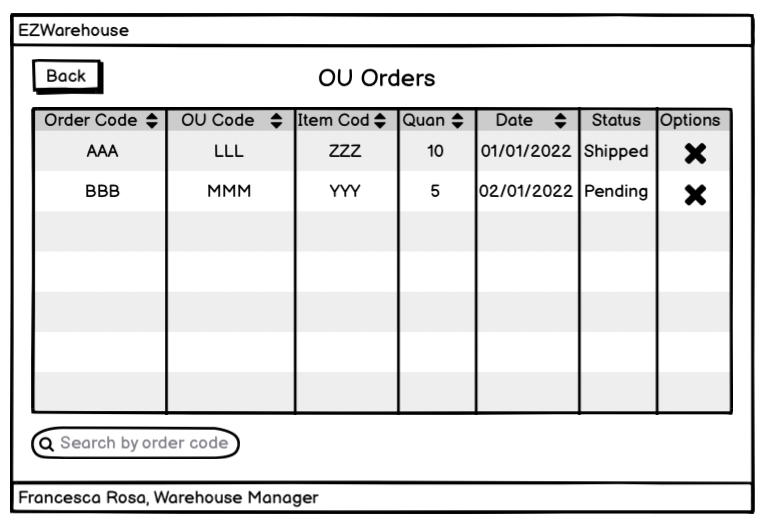 EZWarehouse
Back
OU Orders
Order Code OU Code Item Cod Quan Date Status Options
AAA LLL ZZZ 10 01/01/2022 Shipped
BBB MMM YYY 5 02/01/2022 Pending
Search by order code
Francesca Rosa, Warehouse Manager